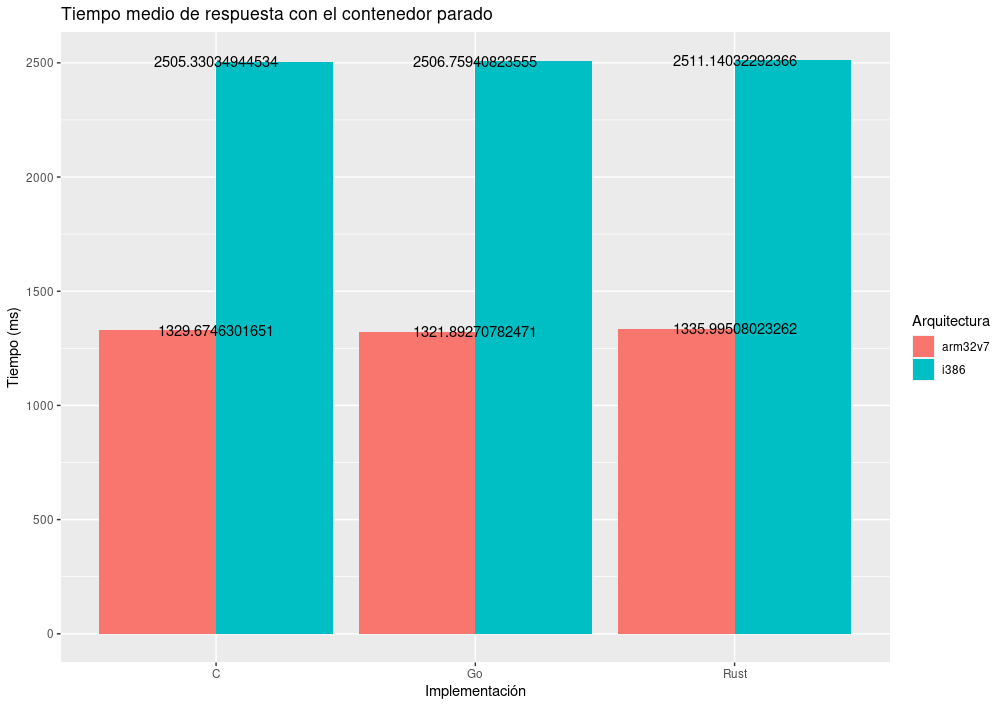 Tiempo medio de respuesta con el contenedor parado
Tiempo (ms)
2500
2000
1500
1000
500
0
2505.33034944534
2506.75940823555
2511.14032292366
1329.6746301651
1321.89270782471
1335.99508023262
C
Go
Rust
Implementación
Arquitectura
arm32v7
i386